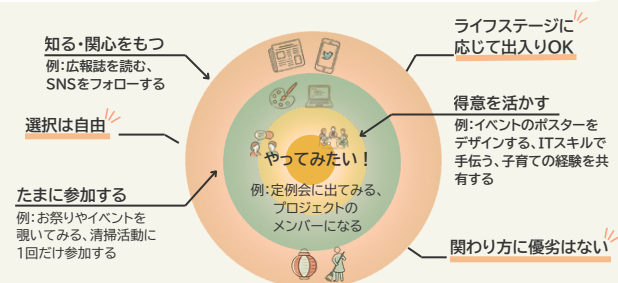 知る・関心をもつ
例：広報誌を読む、
SNSをフォローする
選択は自由
たまに参加する
例：お祭りやイベントを
覗いてみる、清掃活動に
1回だけ参加する
やってみたい！
例：定例会に出てみる、
プロジェクトの
メンバーになる
ライフステージに
応じて出入りOK
得意を活かす
例：イベントのポスターを
デザインする、ITスキルで
手伝う、子育ての経験を共
有する
関わり方に優劣はない